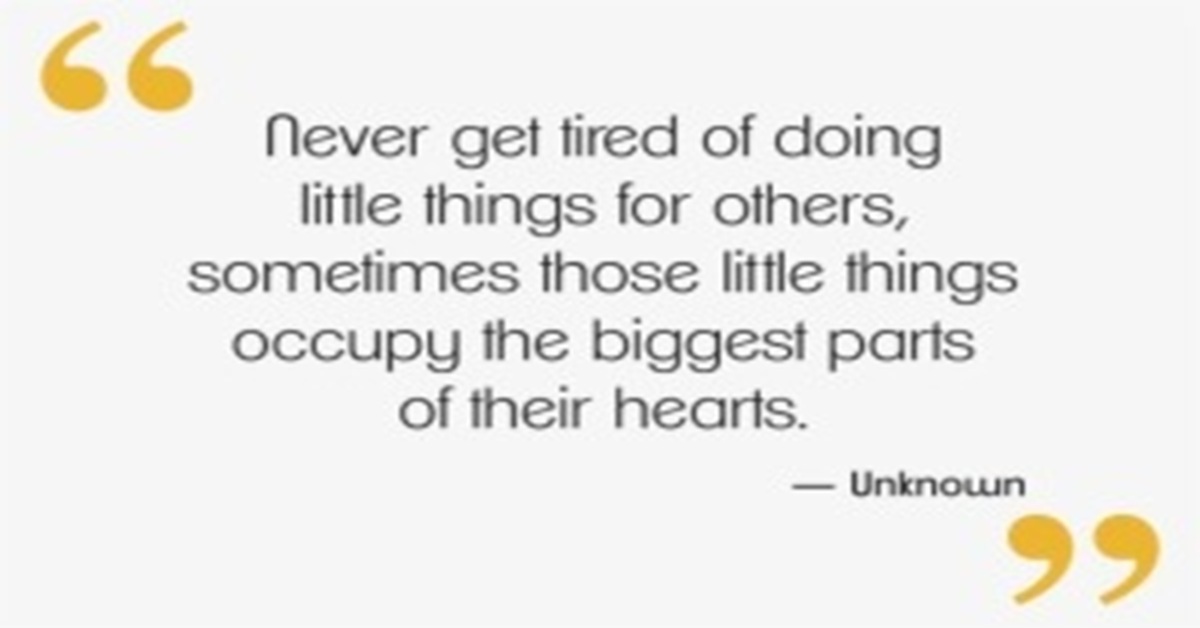 “
Never get tired of doing
little things for others,
sometimes those little things
occupy the biggest parts
of their hearts.
— Unknown
”